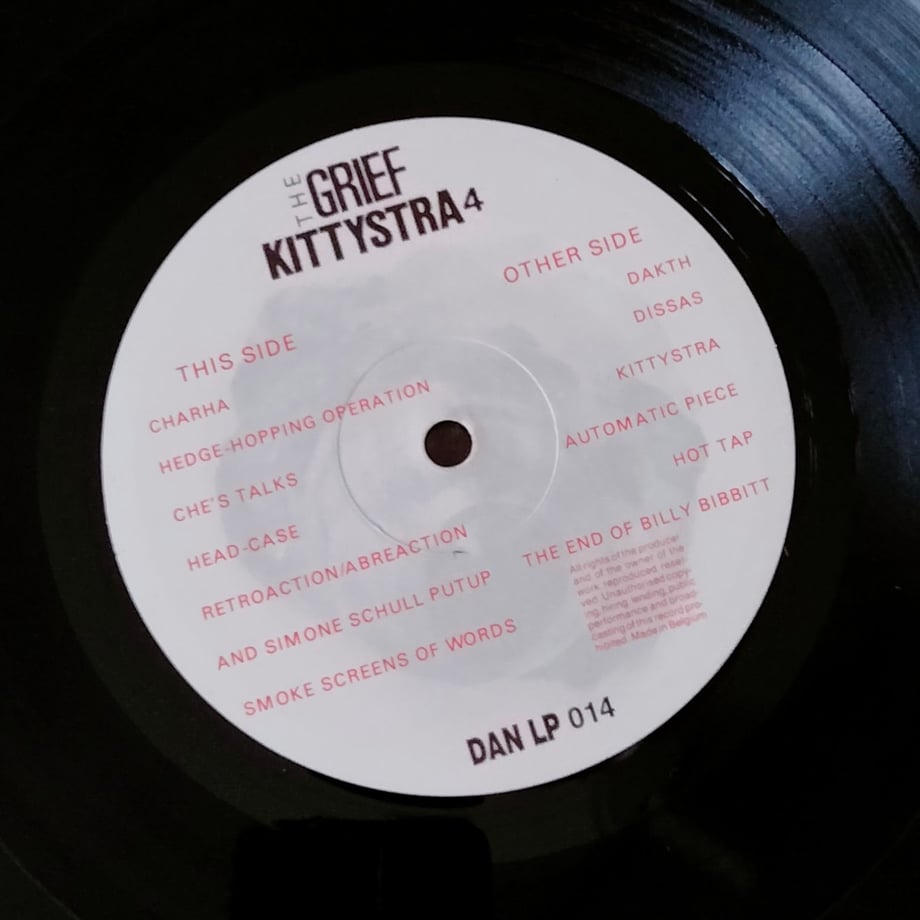 THE GRIEF
KITTYSTRA4
THIS SIDE
CHARHA
HEDGE-HOPPING OPERATION
CHE'S TALKS
HEAD-CASE
RETROACTION/ABREACTION
AND SIMONE SCHULL PUTUP
SMOKE SCREENS OF WORDS
OTHER SIDE
DAKTH
DISSAS
KITTYSTRA
AUTOMATIC PIECE
HOT TAP
THE END OF BILLY BIBBITT
All rights of the producer
and of the owner of the
work reproduced reser-
ved. Unauthorised copy-
ing, hiring, lending, public
performance and broad-
casting of this record pro-
higited. Made in Belgium
DAN LP 014